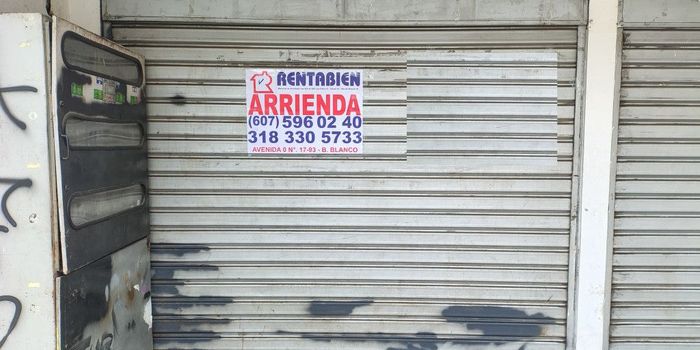 RENTABIEN
ARRIENDA
(607) 596 02 40
318 330 5733
AVENIDA 0 N°. 17-93 - B. BLANCO